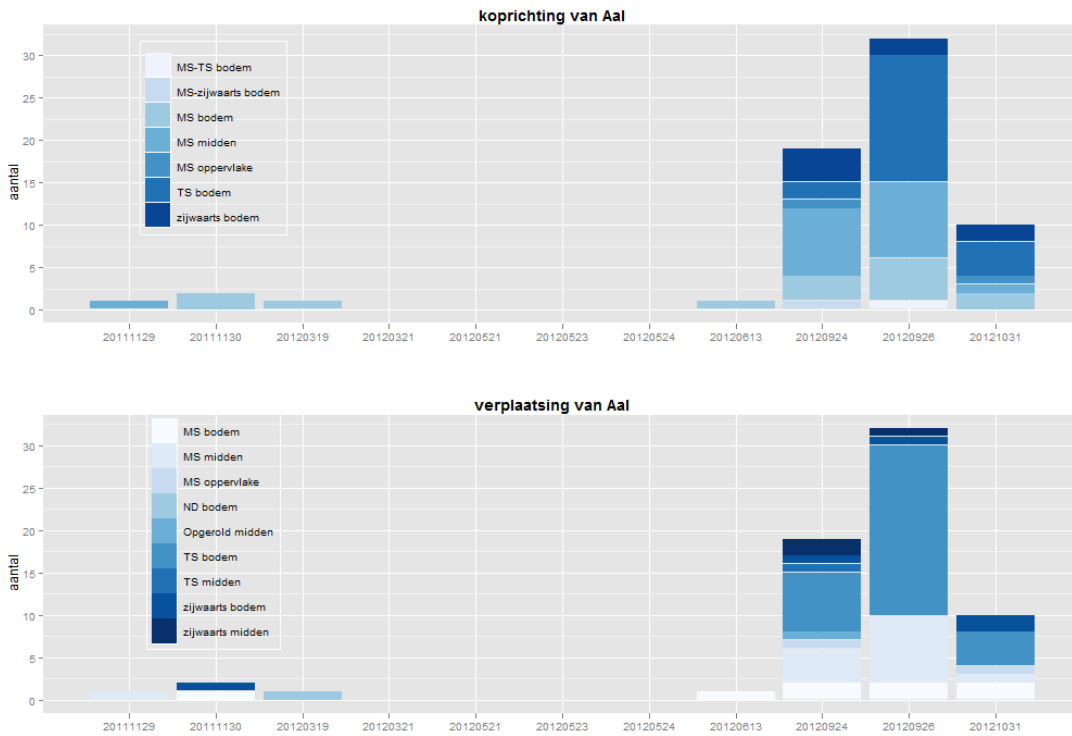 koprichting van Aal
aantal
30
25
20
15
10
5
0
MS-TS bodem
MS-zijwaarts bodem
MS bodem
MS midden
MS oppervlake
TS bodem
zijwaarts bodem
20111129 20111130 20120319 20120321 20120521 20120523 20120524 20120613 20120924 20120926 20121031
verplaatsing van Aal
aantal
30
25
20
15
10
5
0
MS bodem
MS midden
MS oppervlake
ND bodem
Opgerold midden
TS bodem
TS midden
zijwaarts bodem
zijwaarts midden
20111129 20111130 20120319 20120321 20120521 20120523 20120524 20120613 20120924 20120926 20121031